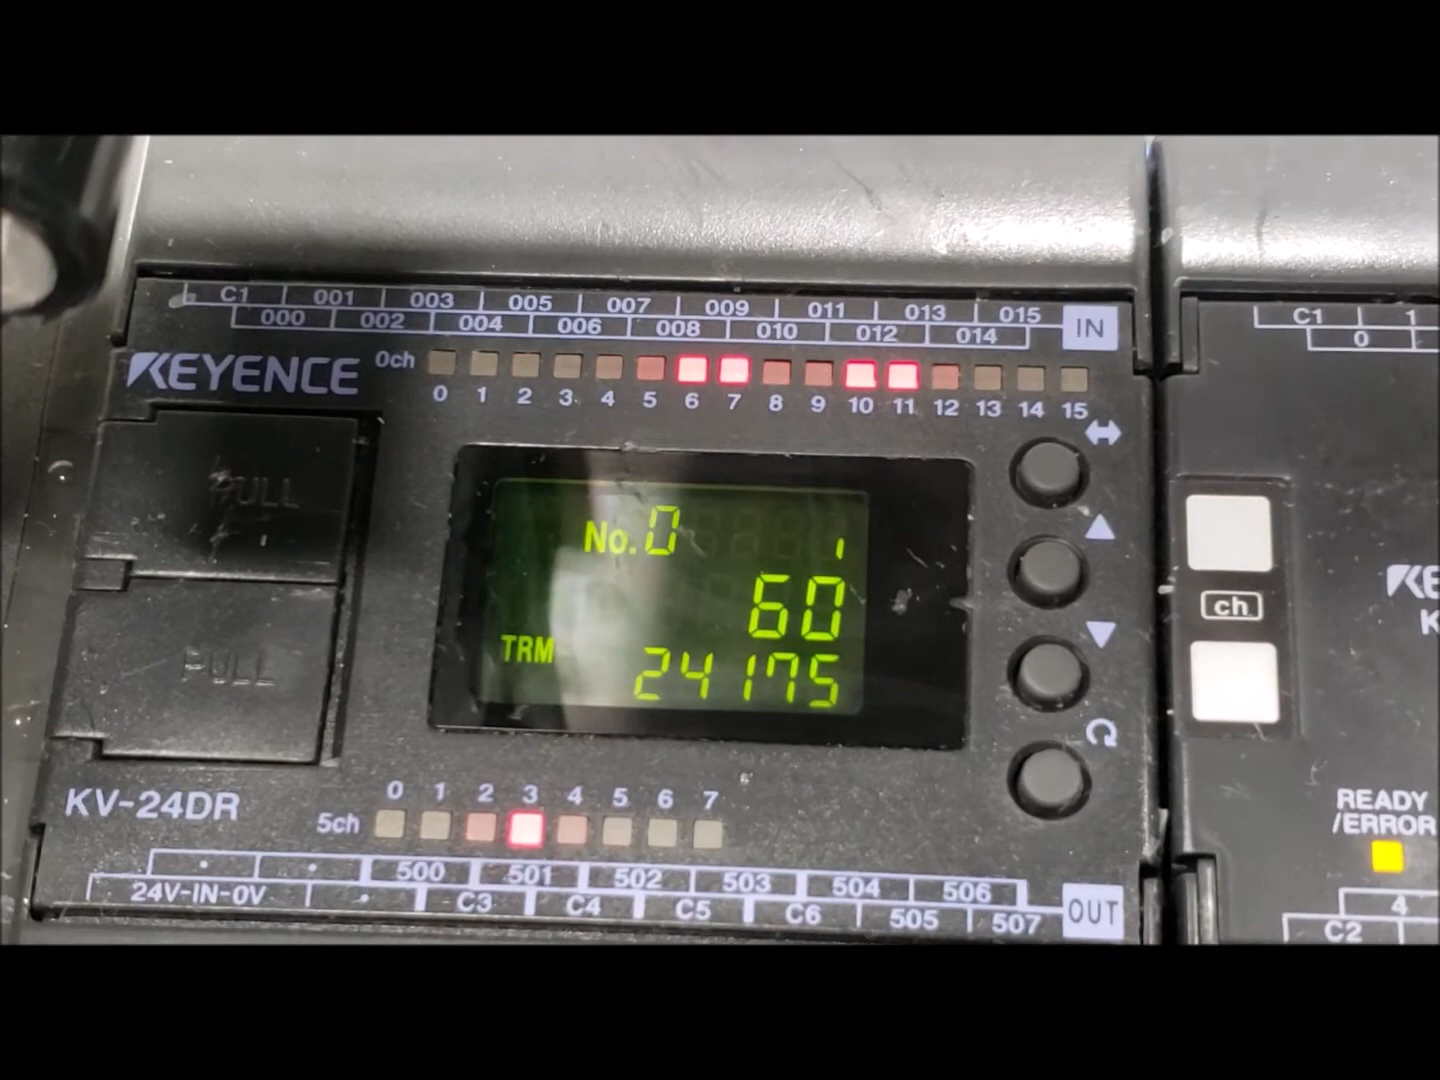 C1 001 003 005 007 009 011 013 015 IN
000 002 004 006 008 010 012 014
C1 1
0
KEYENCE 0ch
0 1 2 3 4 5 6 7 8 9 10 11 12 13 14 15
PULL
No.0 1
60
TRM 24175
PULL
ch
KE
K
0 1 2 3 4 5 6 7
KV-24DR 5ch
READY
/ERROR
500 501 502 503 504 506
24V-IN-0V C3 C4 C5 C6 505 507 OUT
4
C2